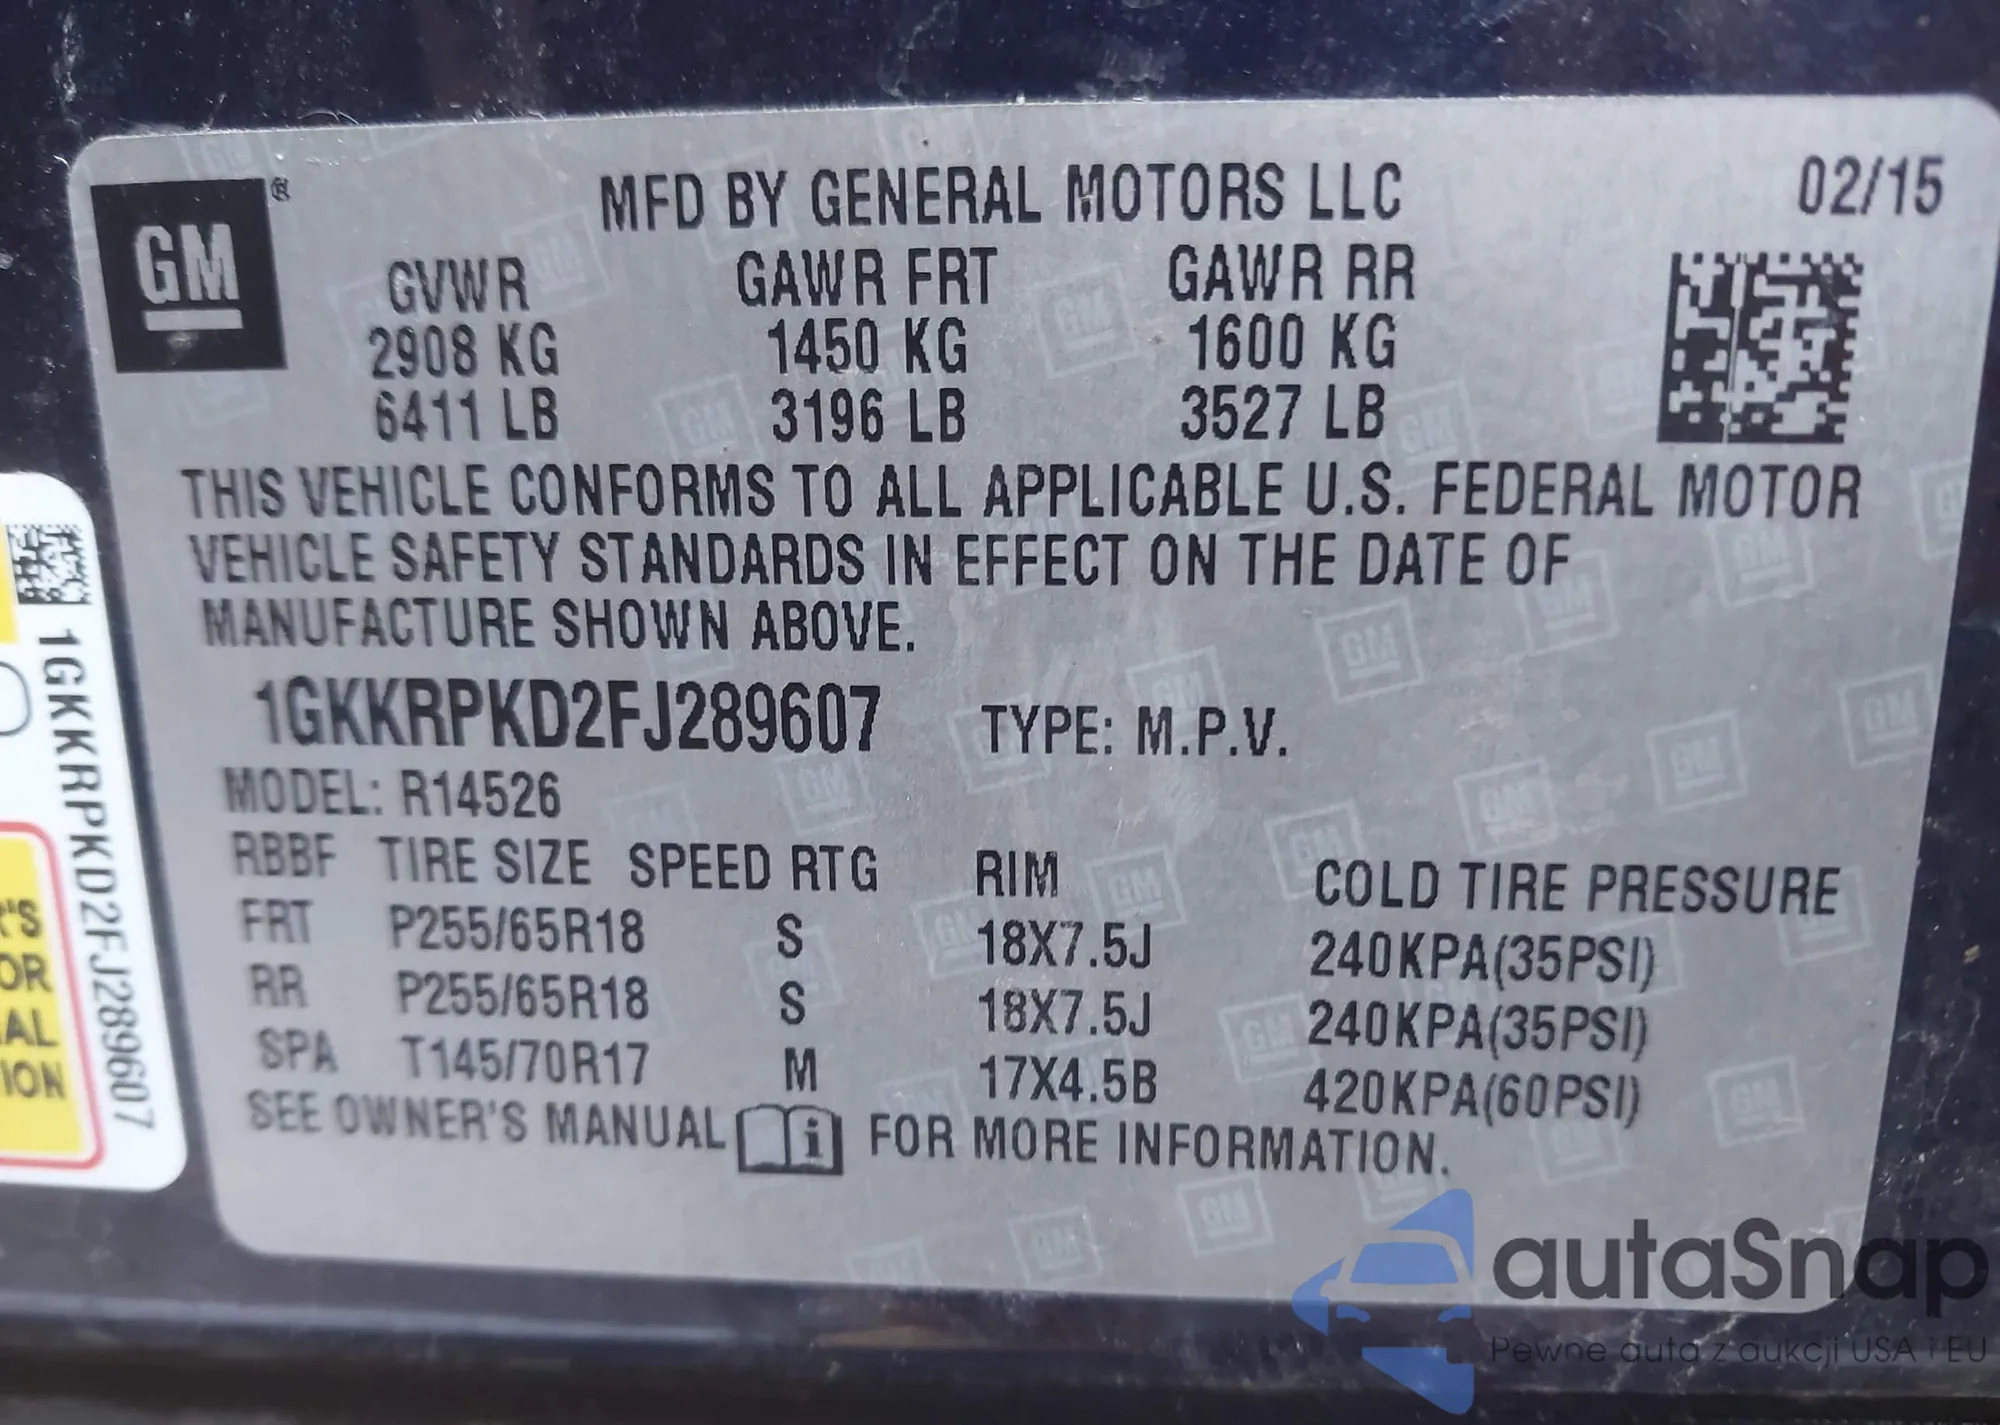 GM®
MFD BY GENERAL MOTORS LLC 02/15
GVWR GAWR FRT GAWR RR
2908 KG 1450 KG 1600 KG
6411 LB 3196 LB 3527 LB
THIS VEHICLE CONFORMS TO ALL APPLICABLE U.S. FEDERAL MOTOR
VEHICLE SAFETY STANDARDS IN EFFECT ON THE DATE OF
MANUFACTURE SHOWN ABOVE.
1GKKRPKD2FJ289607 TYPE: M.P.V.
MODEL: R14526
RBBF TIRE SIZE SPEED RTG RIM COLD TIRE PRESSURE
FRT P255/65R18 S 18X7.5J 240KPA(35PSI)
RR P255/65R18 S 18X7.5J 240KPA(35PSI)
SPA T145/70R17 M 17X4.5B 420KPA(60PSI)
SEE OWNER'S MANUAL i FOR MORE INFORMATION.
1GKKRPKD2FJ289607
autaSnap
Pewne auta z aukcji USA i EU